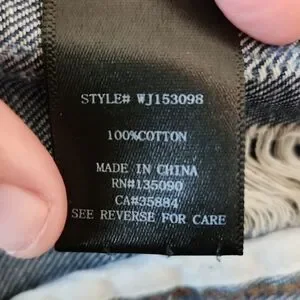 STYLE# WJ153098
100%COTTON
MADE IN CHINA
RN#135090
CA#35884
SEE REVERSE FOR CARE